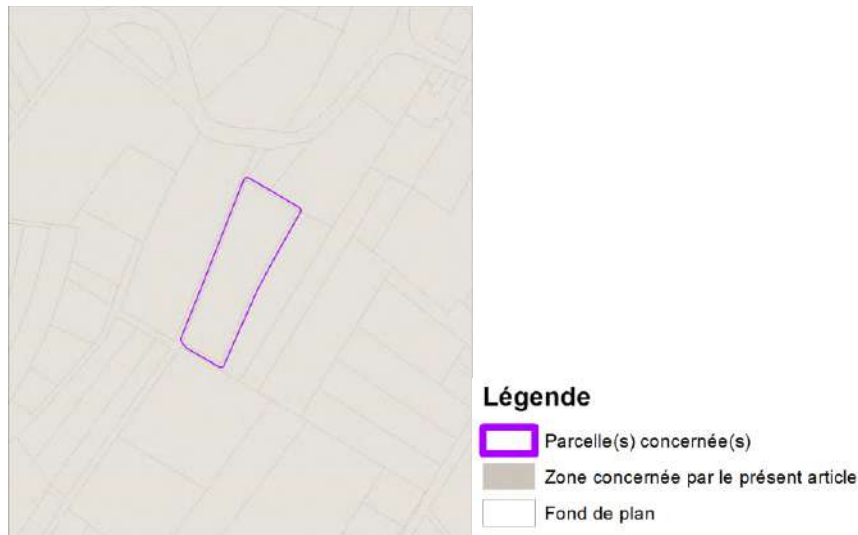 Légende
Parcelle(s) concernée(s)
Zone concernée par le présent article
Fond de plan